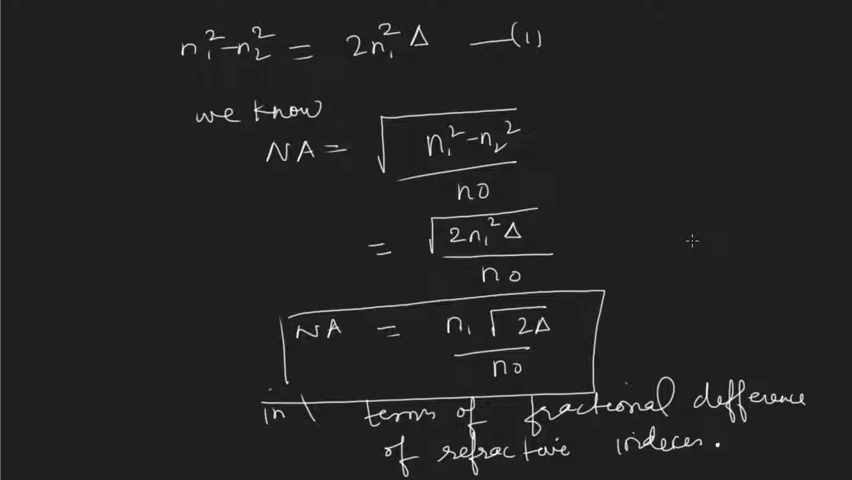 n₁²-n₂² = 2n₁² Δ —(1)
we know
NA = √(n₁²-n₂²) / n0
= √(2n₁² Δ) / n0
NA = n₁ √(2Δ) / n0
in terms of fractional difference
of refractive indeces.